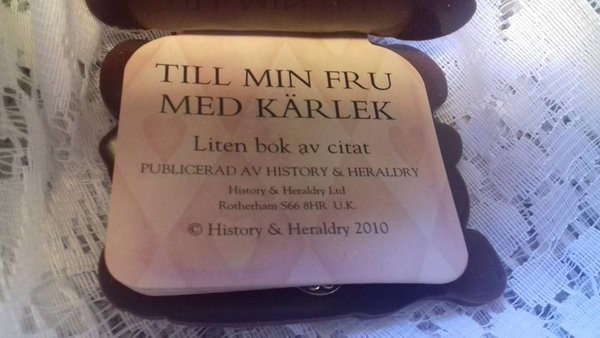 TILL MIN FRU
MED KÄRLEK
Liten bok av citat
PUBLICERAD AV HISTORY & HERALDRY
History & Heraldry Ltd
Rotherham S66 8HR U.K.
© History & Heraldry 2010